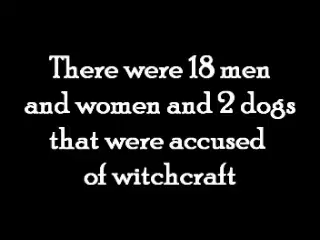 There were 18 men
and women and 2 dogs
that were accused
of witchcraft